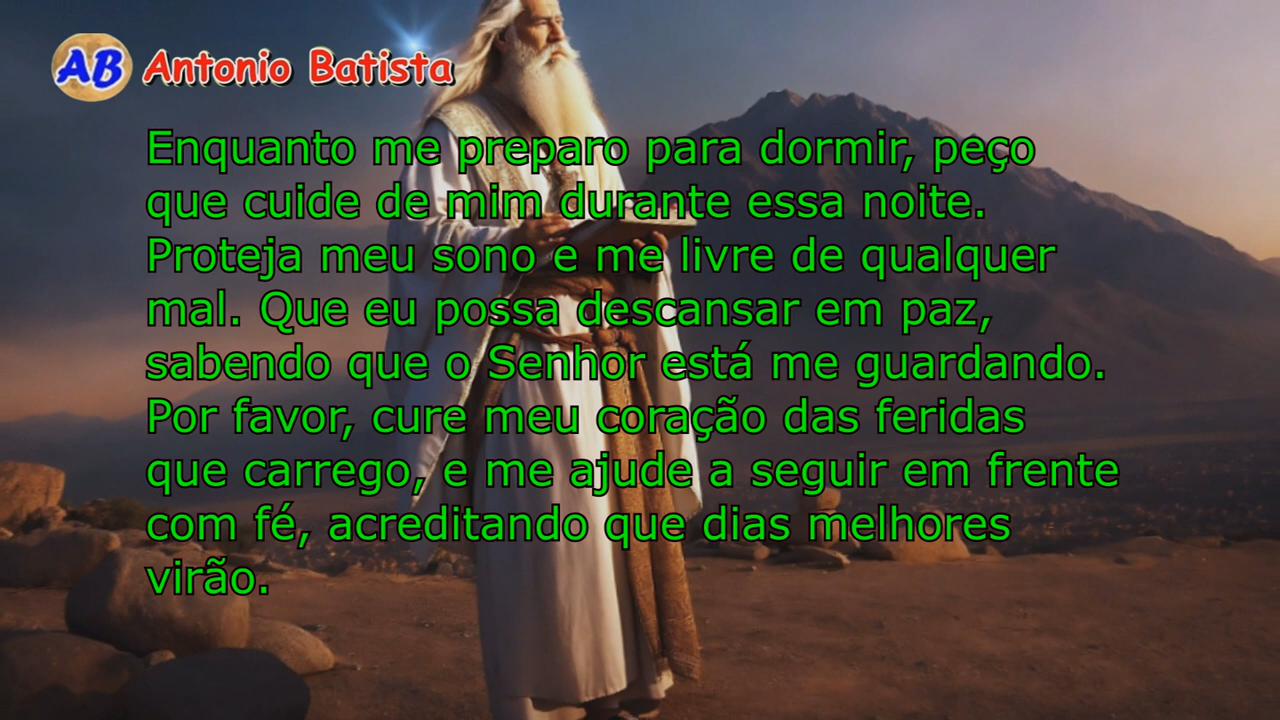 AB Antonio Batista
Enquanto me preparo para dormir, peço
que cuide de mim durante essa noite.
Proteja meu sono e me livre de qualquer
mal. Que eu possa descansar em paz,
sabendo que o Senhor está me guardando.
Por favor, cure meu coração das feridas
que carrego, e me ajude a seguir em frente
com fé, acreditando que dias melhores
virão.